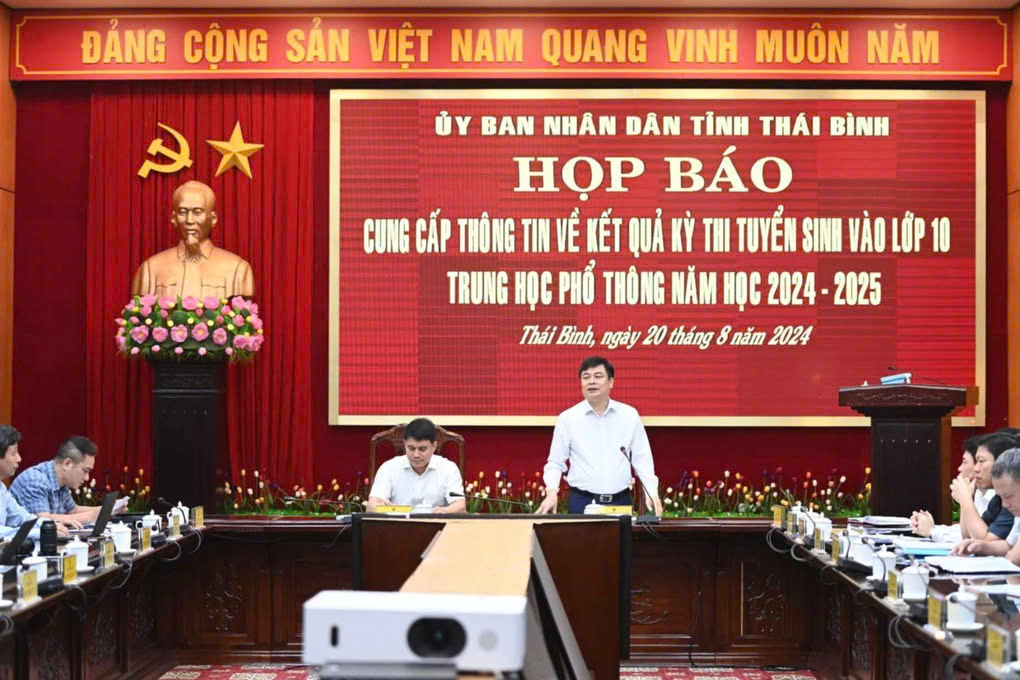 ĐẢNG CỘNG SẢN VIỆT NAM QUANG VINH MUÔN NĂM
ỦY BAN NHÂN DÂN TỈNH THÁI BÌNH
HỌP BÁO
CUNG CẤP THÔNG TIN VỀ KẾT QUẢ KỲ THI TUYỂN SINH VÀO LỚP 10
TRUNG HỌC PHỔ THÔNG NĂM HỌC 2024 - 2025
Thái Bình, ngày 20 tháng 8 năm 2024